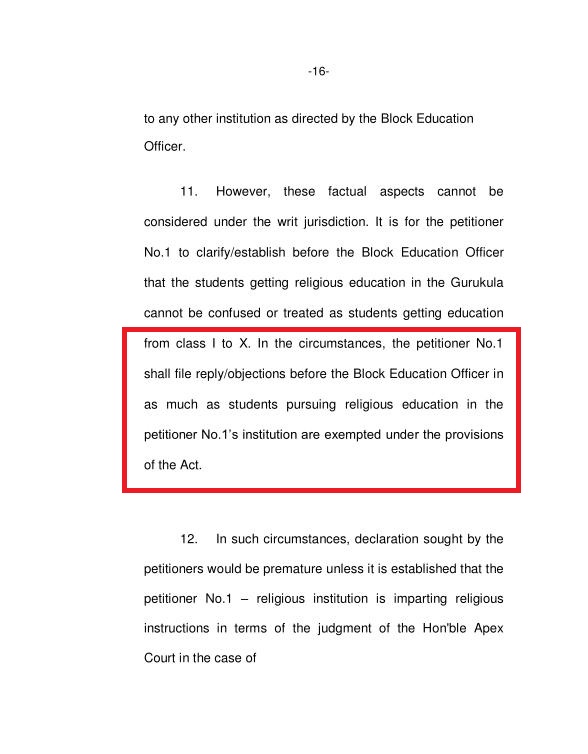 -16-
to any other institution as directed by the Block Education
Officer.
11. However, these factual aspects cannot be
considered under the writ jurisdiction. It is for the petitioner
No.1 to clarify/establish before the Block Education Officer
that the students getting religious education in the Gurukula
cannot be confused or treated as students getting education
from class I to X. In the circumstances, the petitioner No.1
shall file reply/objections before the Block Education Officer in
as much as students pursuing religious education in the
petitioner No.1's institution are exempted under the provisions
of the Act.
12. In such circumstances, declaration sought by the
petitioners would be premature unless it is established that the
petitioner No.1 – religious institution is imparting religious
instructions in terms of the judgment of the Hon'ble Apex
Court in the case of